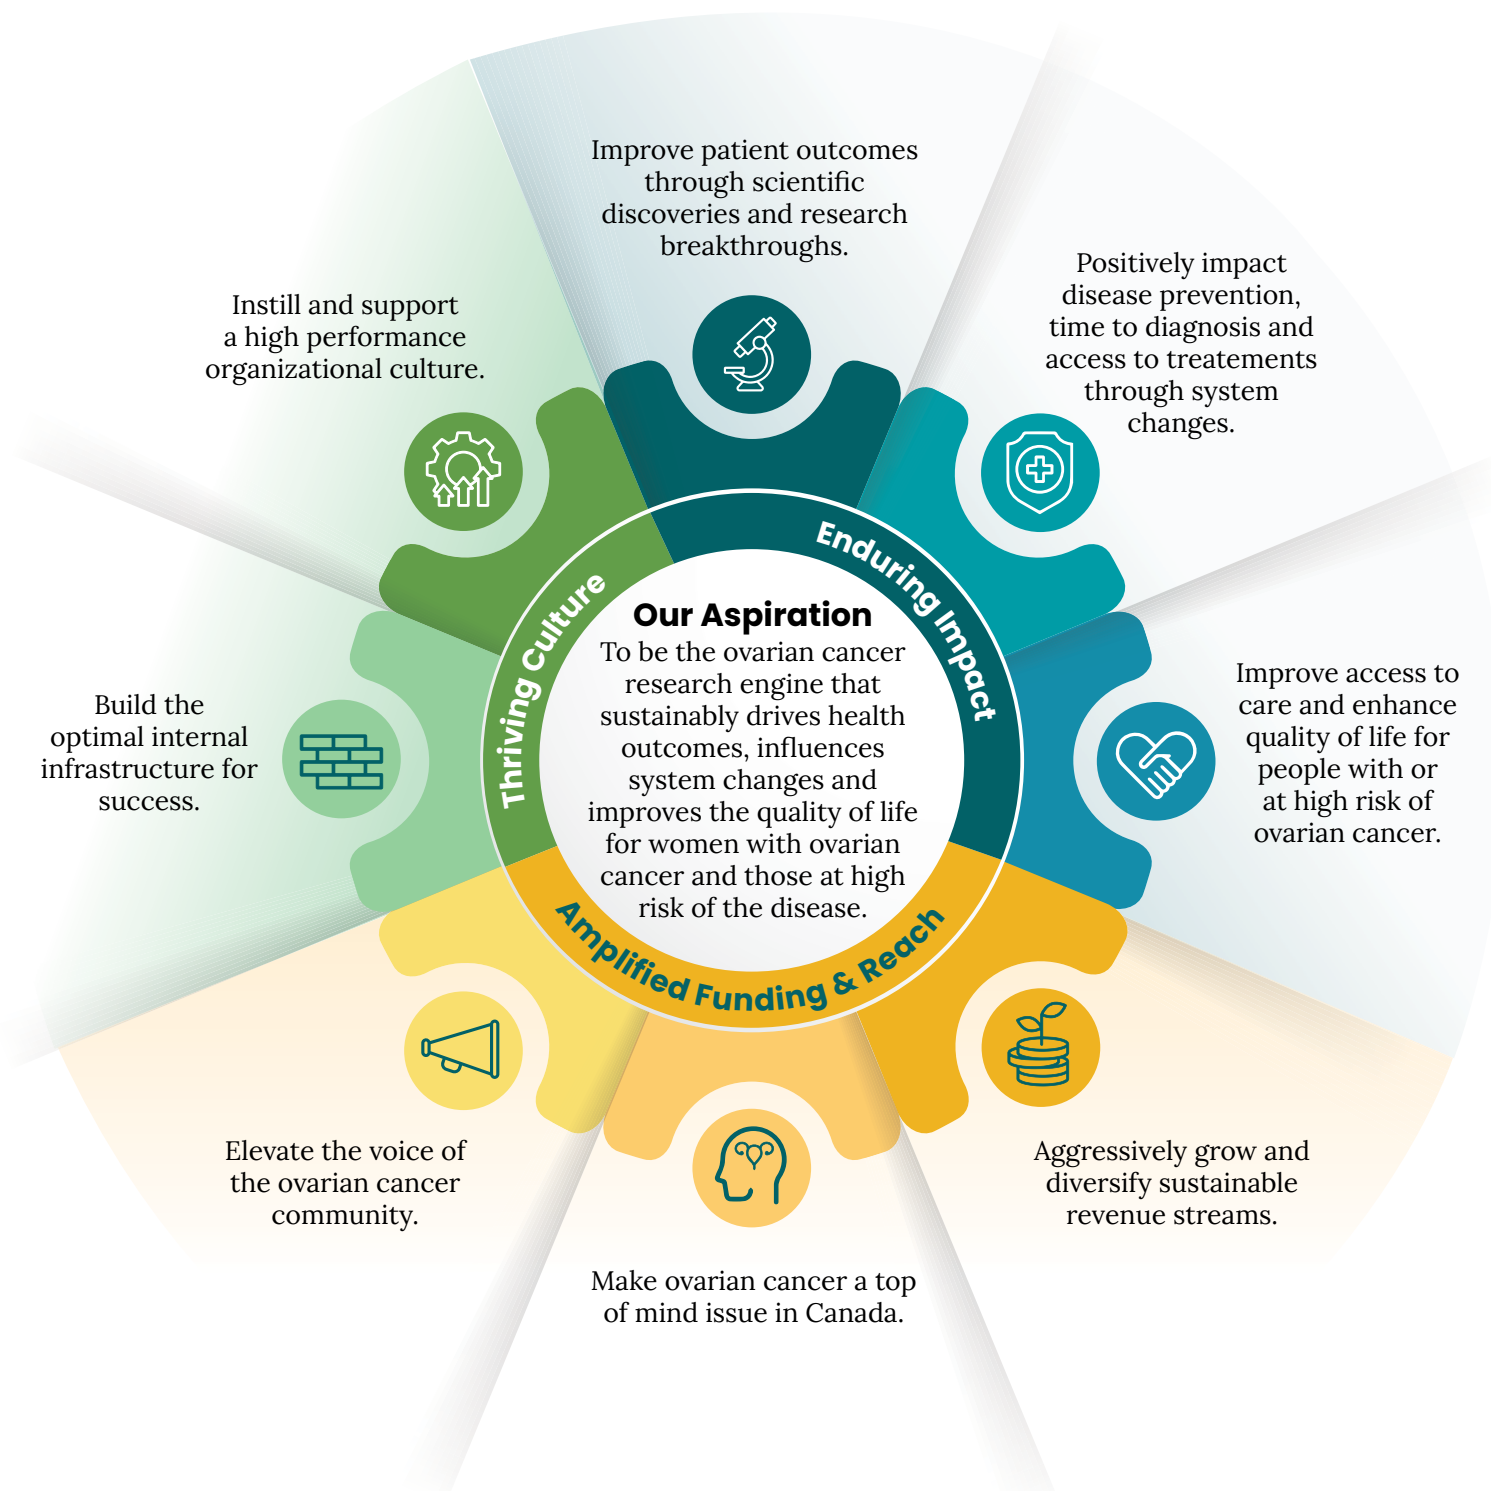 Improve patient outcomes
through scientific
discoveries and research
breakthroughs.
Positively impact
disease prevention,
time to diagnosis and
access to treatements
through system
changes.
Improve access to
care and enhance
quality of life for
people with or
at high risk of
ovarian cancer.
Aggressively grow and
diversify sustainable
revenue streams.
Make ovarian cancer a top
of mind issue in Canada.
Elevate the voice of
the ovarian cancer
community.
Build the
optimal internal
infrastructure for
success.
Instill and support
a high performance
organizational culture.
Enduring Impact
Amplified Funding & Reach
Thriving Culture
Our Aspiration
To be the ovarian cancer
research engine that
sustainably drives health
outcomes, influences
system changes and
improves the quality of life
for women with ovarian
cancer and those at high
risk of the disease.